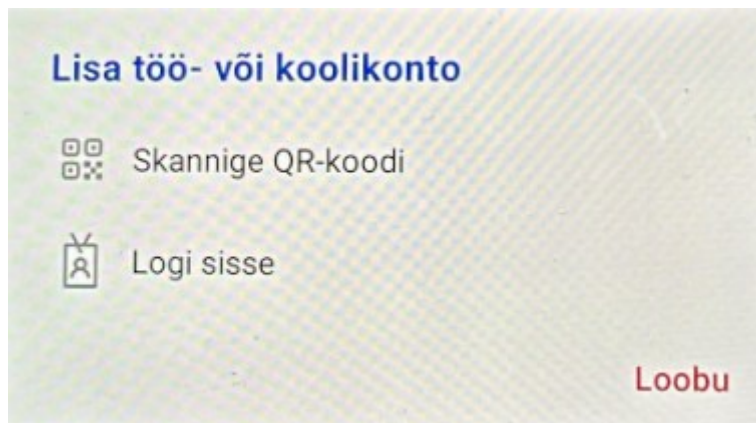 Lisa töö- või koolikonto
Skannige QR-koodi
Logi sisse
Loobu